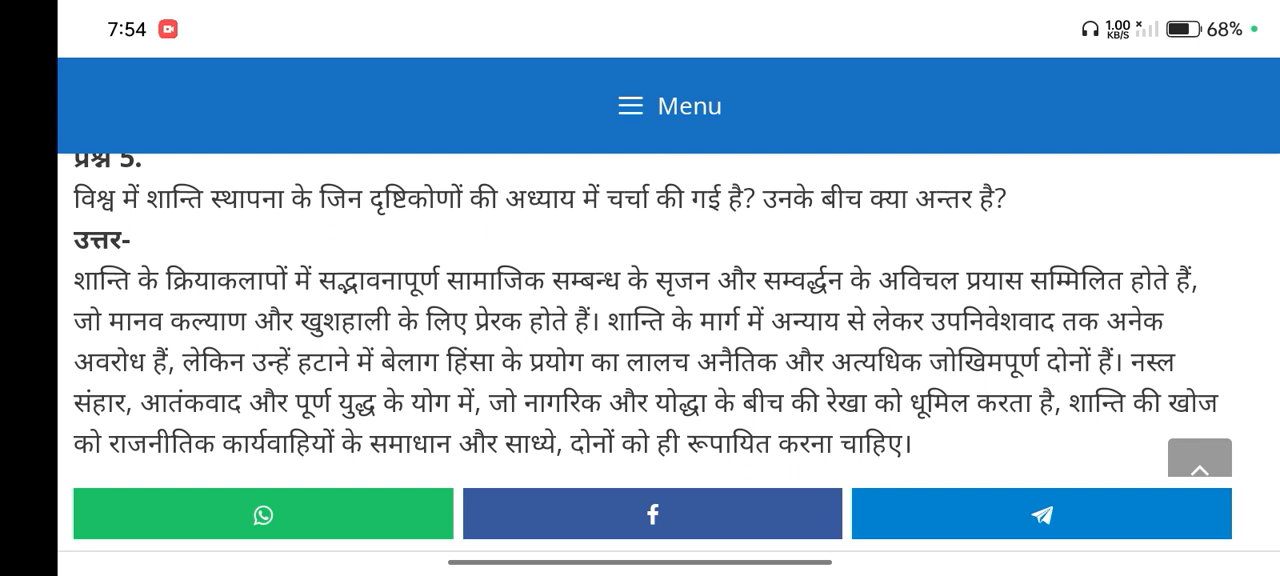 7:54 1.00 KB/S 68%
Menu
प्रश्न 5.
विश्व में शान्ति स्थापना के जिन दृष्टिकोणों की अध्याय में चर्चा की गई है? उनके बीच क्या अन्तर है?
उत्तर-
शान्ति के क्रियाकलापों में सद्भावनापूर्ण सामाजिक सम्बन्ध के सृजन और सम्वर्द्धन के अविचल प्रयास सम्मिलित होते हैं,
जो मानव कल्याण और खुशहाली के लिए प्रेरक होते हैं। शान्ति के मार्ग में अन्याय से लेकर उपनिवेशवाद तक अनेक
अवरोध हैं, लेकिन उन्हें हटाने में बेलाग हिंसा के प्रयोग का लालच अनैतिक और अत्यधिक जोखिमपूर्ण दोनों हैं। नस्ल
संहार, आतंकवाद और पूर्ण युद्ध के योग में, जो नागरिक और योद्धा के बीच की रेखा को धूमिल करता है, शान्ति की खोज
को राजनीतिक कार्यवाहियों के समाधान और साध्ये, दोनों को ही रूपायित करना चाहिए।